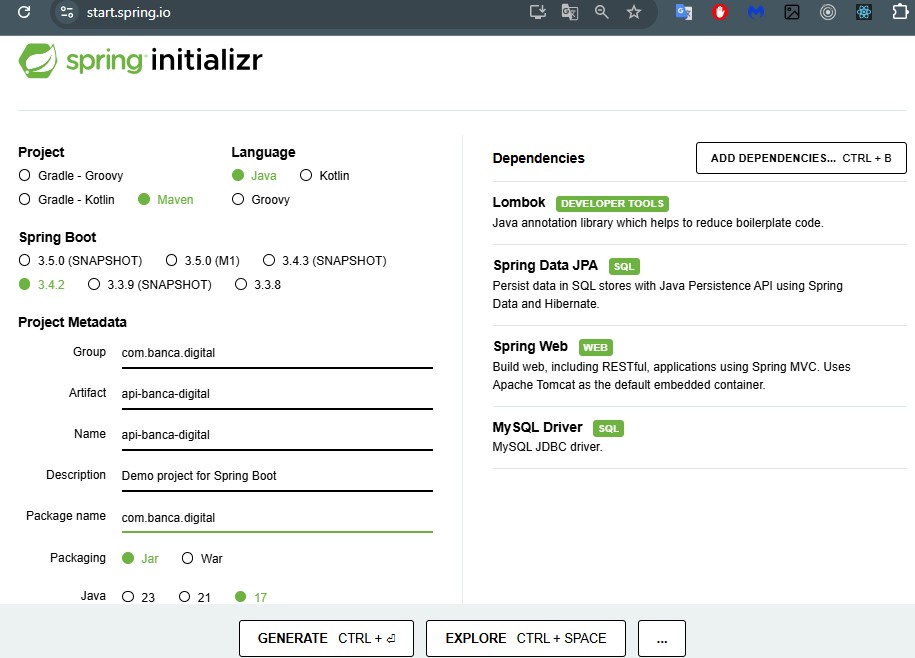 start.spring.io
spring initializr
Project
Gradle - Groovy
Gradle - Kotlin Maven
Language
Java Kotlin
Groovy
Spring Boot
3.5.0 (SNAPSHOT) 3.5.0 (M1) 3.4.3 (SNAPSHOT)
3.4.2 3.3.9 (SNAPSHOT) 3.3.8
Project Metadata
Group com.banca.digital
Artifact api-banca-digital
Name api-banca-digital
Description Demo project for Spring Boot
Package name com.banca.digital
Packaging Jar War
Java 23 21 17
Dependencies ADD DEPENDENCIES... CTRL + B
Lombok DEVELOPER TOOLS
Java annotation library which helps to reduce boilerplate code.
Spring Data JPA SQL
Persist data in SQL stores with Java Persistence API using Spring
Data and Hibernate.
Spring Web WEB
Build web, including RESTful, applications using Spring MVC. Uses
Apache Tomcat as the default embedded container.
MySQL Driver SQL
MySQL JDBC driver.
GENERATE CTRL + ⏎ EXPLORE CTRL + SPACE ...